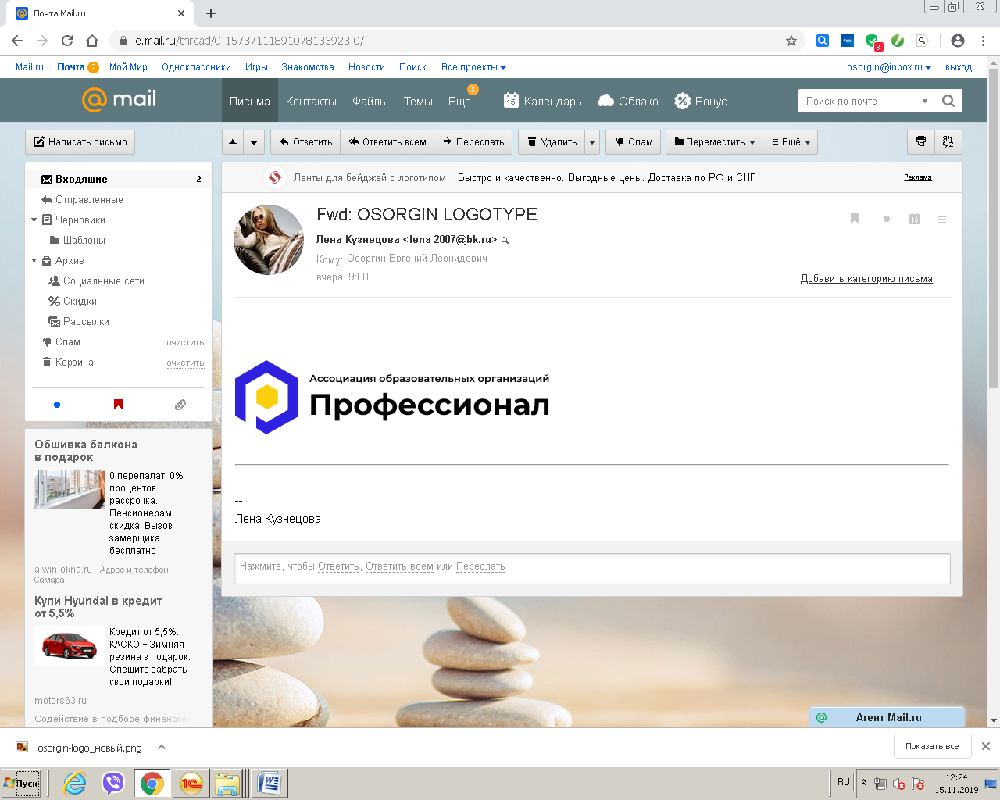 Почта Mail.ru
e.mail.ru/thread/0:15737111891078133923:0/
3
Mail.ru Почта 2 Мой Мир Одноклассники Игры Знакомства Новости Поиск Все проекты
osorgin@inbox.ru выход
mail
Письма Контакты Файлы Темы Ещё 3 15 Календарь Облако Бонус
Поиск по почте
Написать письмо
Ответить Ответить всем Переслать Удалить Спам Переместить Ещё
Входящие 2
Отправленные
Черновики
Шаблоны
Архив
Социальные сети
Скидки
Рассылки
Спам очистить
Корзина очистить
Обшивка балкона
в подарок
0 перепалат! 0%
процентов
рассрочка.
Пенсионерам
скидка. Вызов
замерщика
бесплатно
alwin-okna.ru Адрес и телефон
Самара
Купи Hyundai в кредит
от 5,5%
Кредит от 5,5%.
КАСКО + Зимняя
резина в подарок.
Спешите забрать
свои подарки!
motors63.ru
Содействие в подборе финансов...
Ленты для бейджей с логотипом Быстро и качественно. Выгодные цены. Доставка по РФ и СНГ.
Реклама
Fwd: OSORGIN LOGOTYPE
15
Лена Кузнецова <lena-2007@bk.ru>
Кому: Осоргин Евгений Леонидович
вчера, 9:00
Добавить категорию письма
Ассоциация образовательных организаций
Профессионал
--
Лена Кузнецова
Нажмите, чтобы Ответить, Ответить всем или Переслать
Агент Mail.ru
osorgin-logo_новый.png
Показать все
Пуск
RU
12:24
15.11.2019